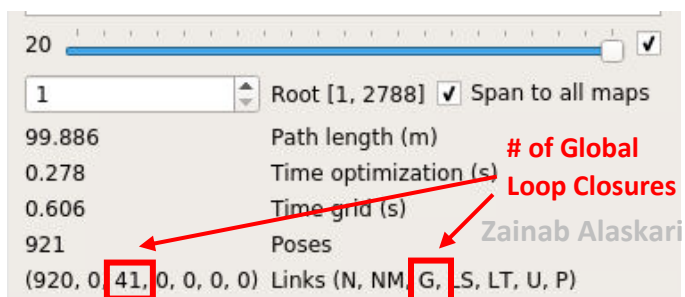 20
1 Root [1, 2788] Span to all maps
99.886 Path length (m)
# of Global
0.278 Time optimization (s)
Loop Closures
0.606 Time grid (s)
Zainab Alaskari
921 Poses
(920, 0, 41, 0, 0, 0, 0) Links (N, NM, G, LS, LT, U, P)